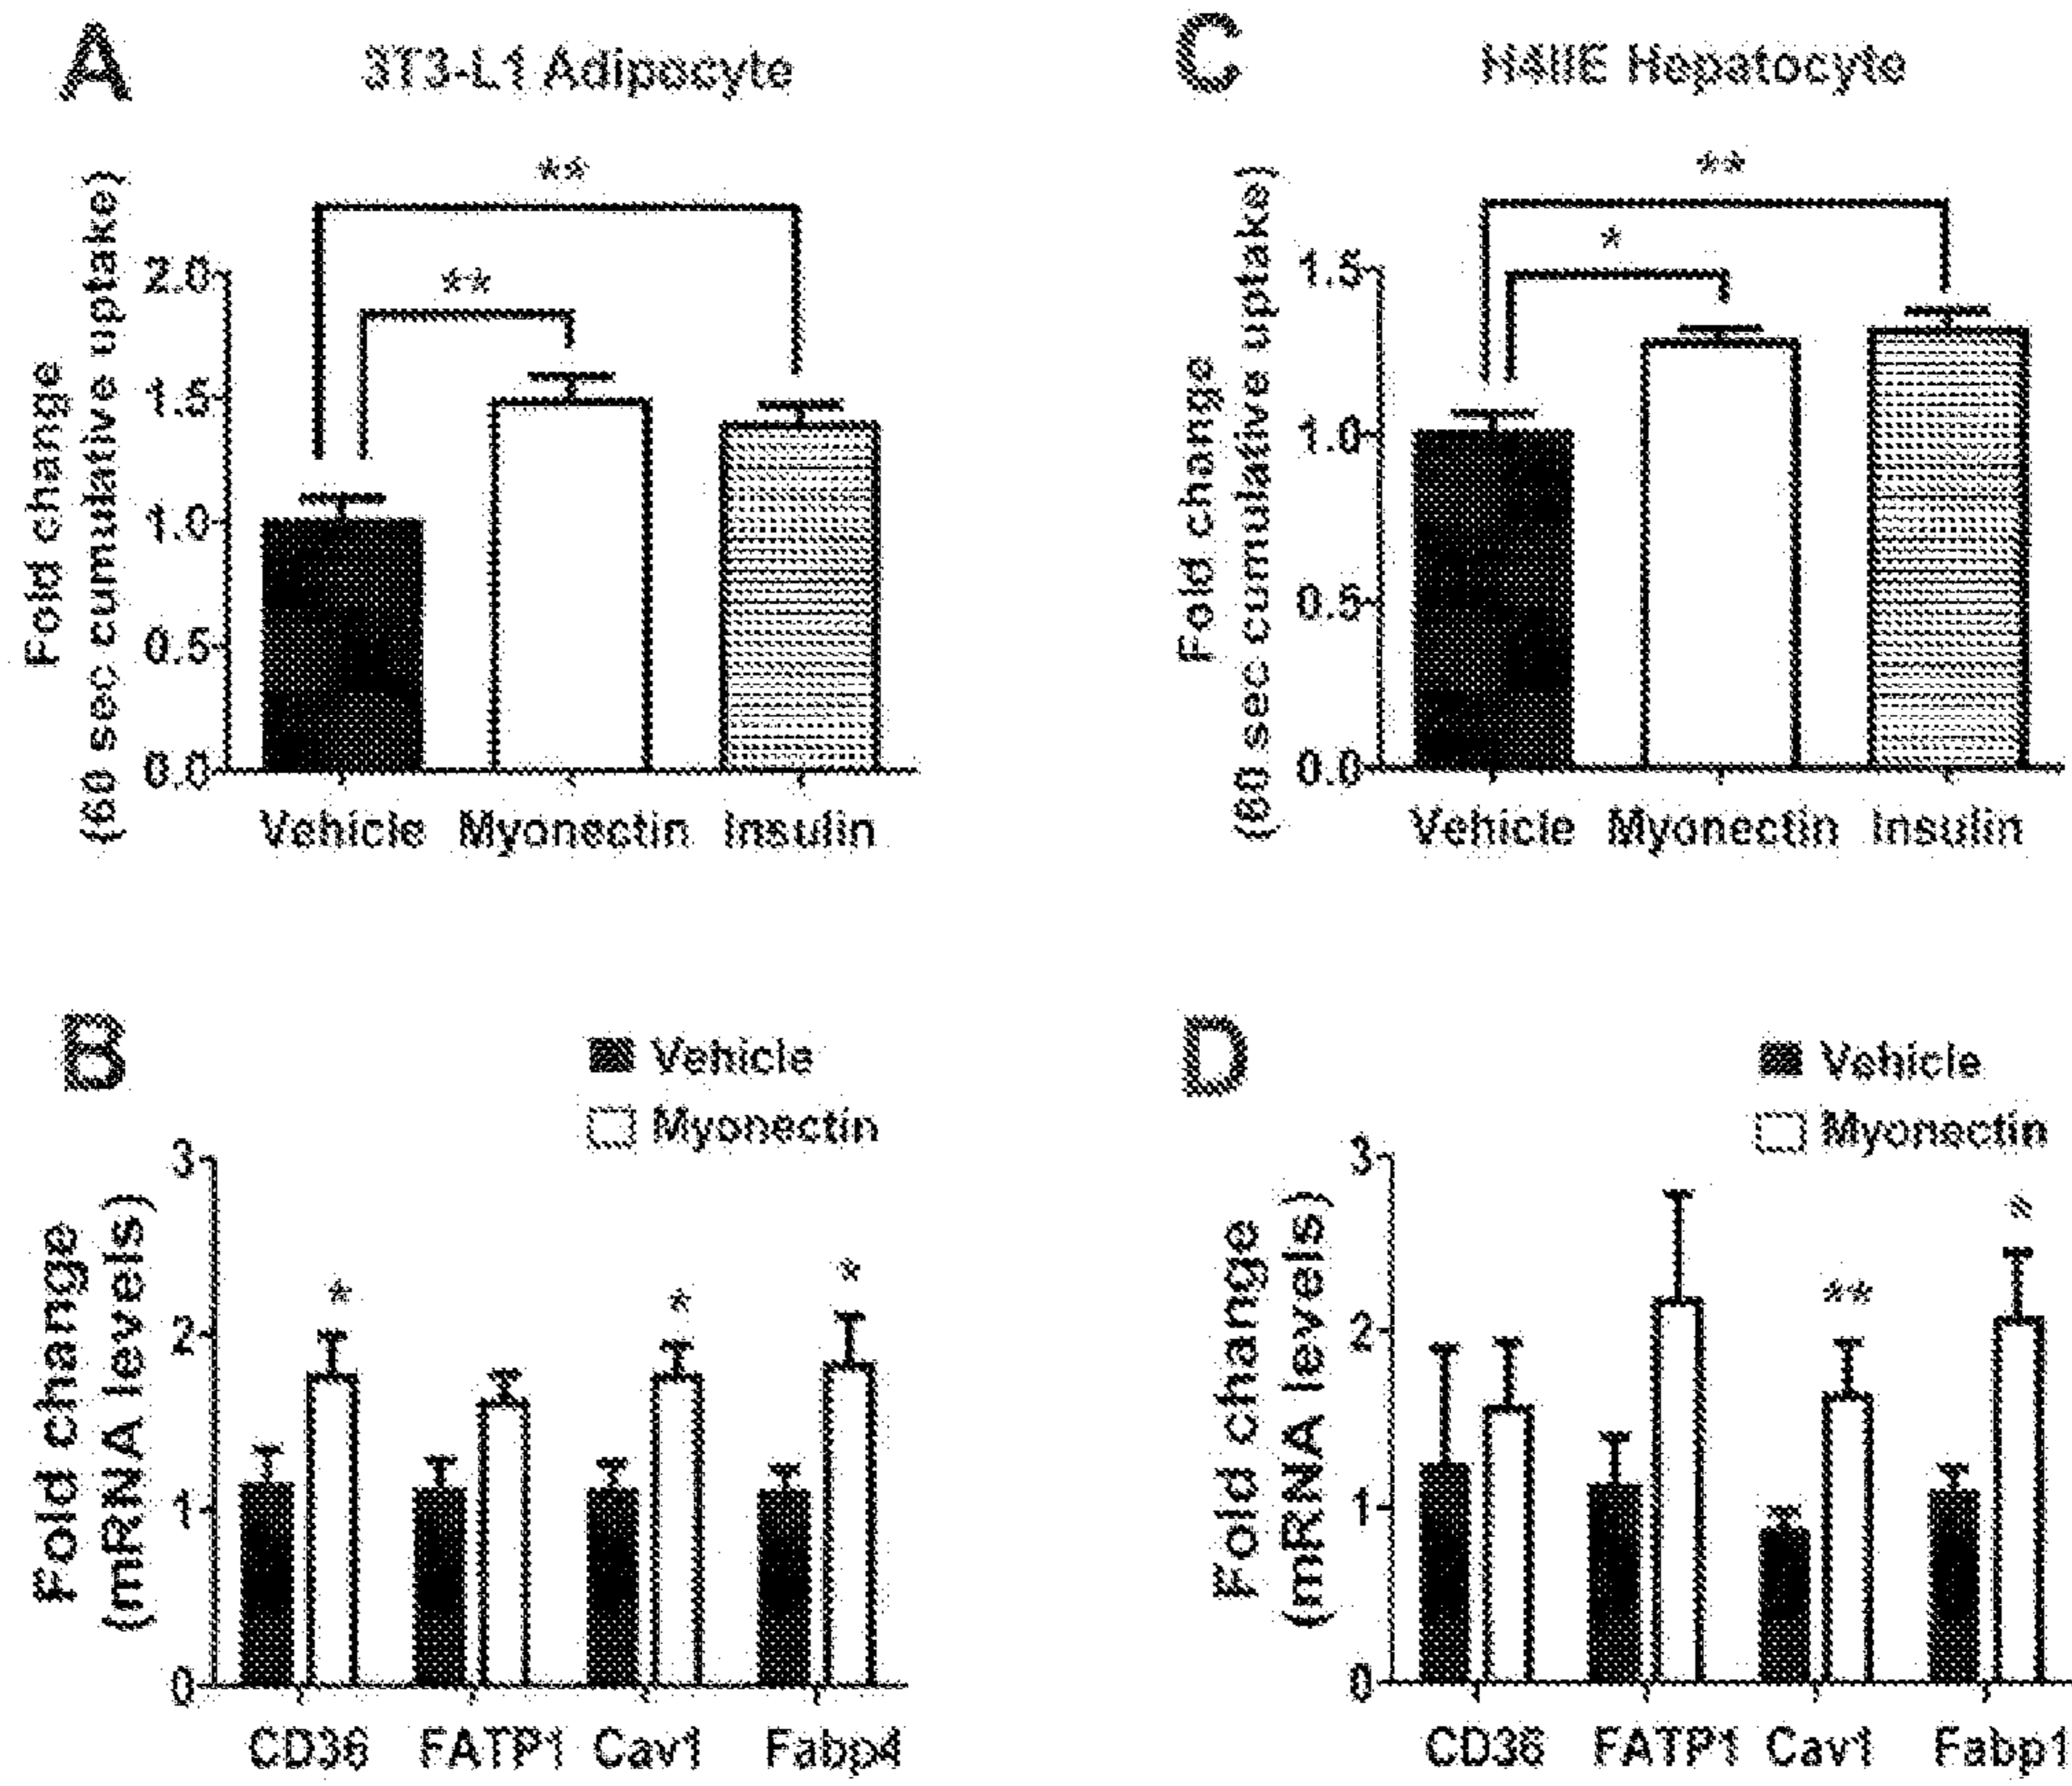 A
3T3-L1 Adipocyte
**
**
Fold change
(60 sec cumulative uptake)
2.0
1.5
1.0
0.5
0.0
Vehicle Myonectin Insulin
C
H4IIE Hepatocyte
**
*
Fold change
(60 sec cumulative uptake)
1.5
1.0
0.5
0.0
Vehicle Myonectin Insulin
B
Vehicle
Myonectin
Fold change
(mRNA levels)
3
2
1
0
*
*
*
CD36 FATP1 Cav1 Fabp4
D
Vehicle
Myonectin
Fold change
(mRNA levels)
3
2
1
0
**
*
CD36 FATP1 Cav1 Fabp1